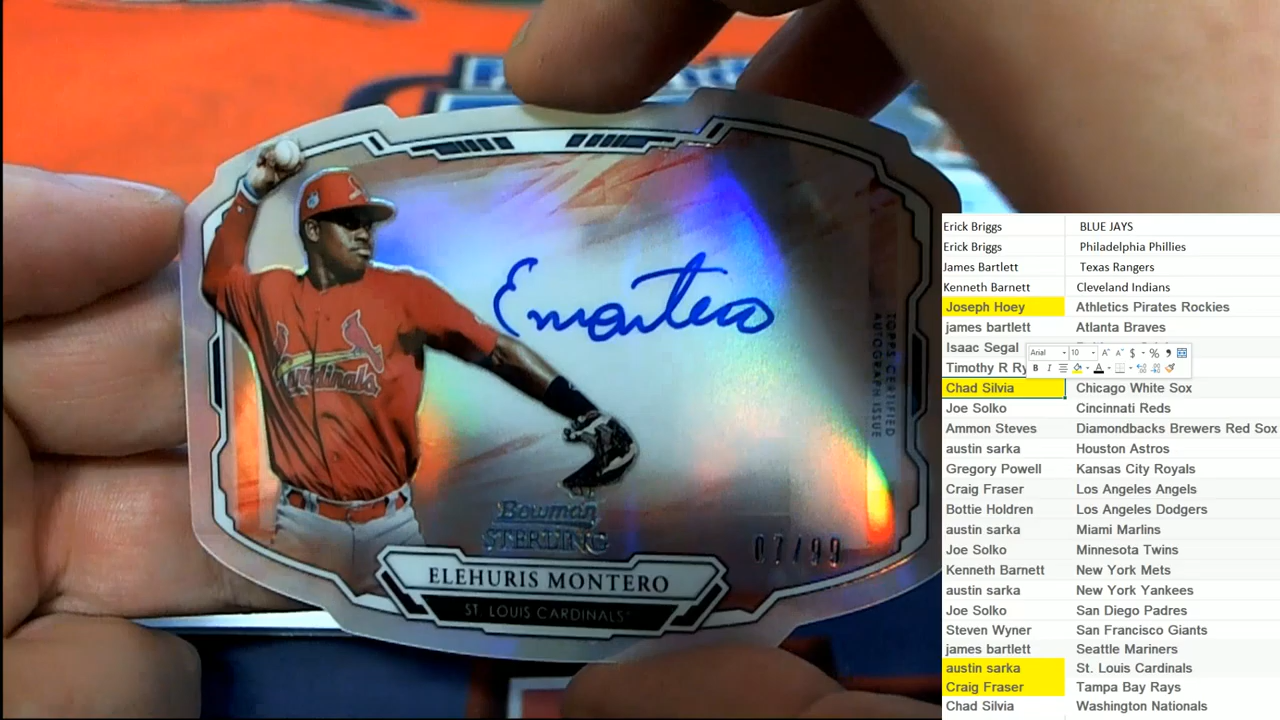 Emontero
Cardinals
TOPPS CERTIFIED
AUTOGRAPH ISSUE
Bowman
STERLING
07/99
ELEHURIS MONTERO
ST. LOUIS CARDINALS
Erick Briggs BLUE JAYS
Erick Briggs Philadelphia Phillies
James Bartlett Texas Rangers
Kenneth Barnett Cleveland Indians
Joseph Hoey Athletics Pirates Rockies
james bartlett Atlanta Braves
Isaac Segal
Arial 10 A A $ % ,
Timothy R Ry
B I A
Chad Silvia Chicago White Sox
Joe Solko Cincinnati Reds
Ammon Steves Diamondbacks Brewers Red Sox
austin sarka Houston Astros
Gregory Powell Kansas City Royals
Craig Fraser Los Angeles Angels
Bottie Holdren Los Angeles Dodgers
austin sarka Miami Marlins
Joe Solko Minnesota Twins
Kenneth Barnett New York Mets
austin sarka New York Yankees
Joe Solko San Diego Padres
Steven Wyner San Francisco Giants
james bartlett Seattle Mariners
austin sarka St. Louis Cardinals
Craig Fraser Tampa Bay Rays
Chad Silvia Washington Nationals